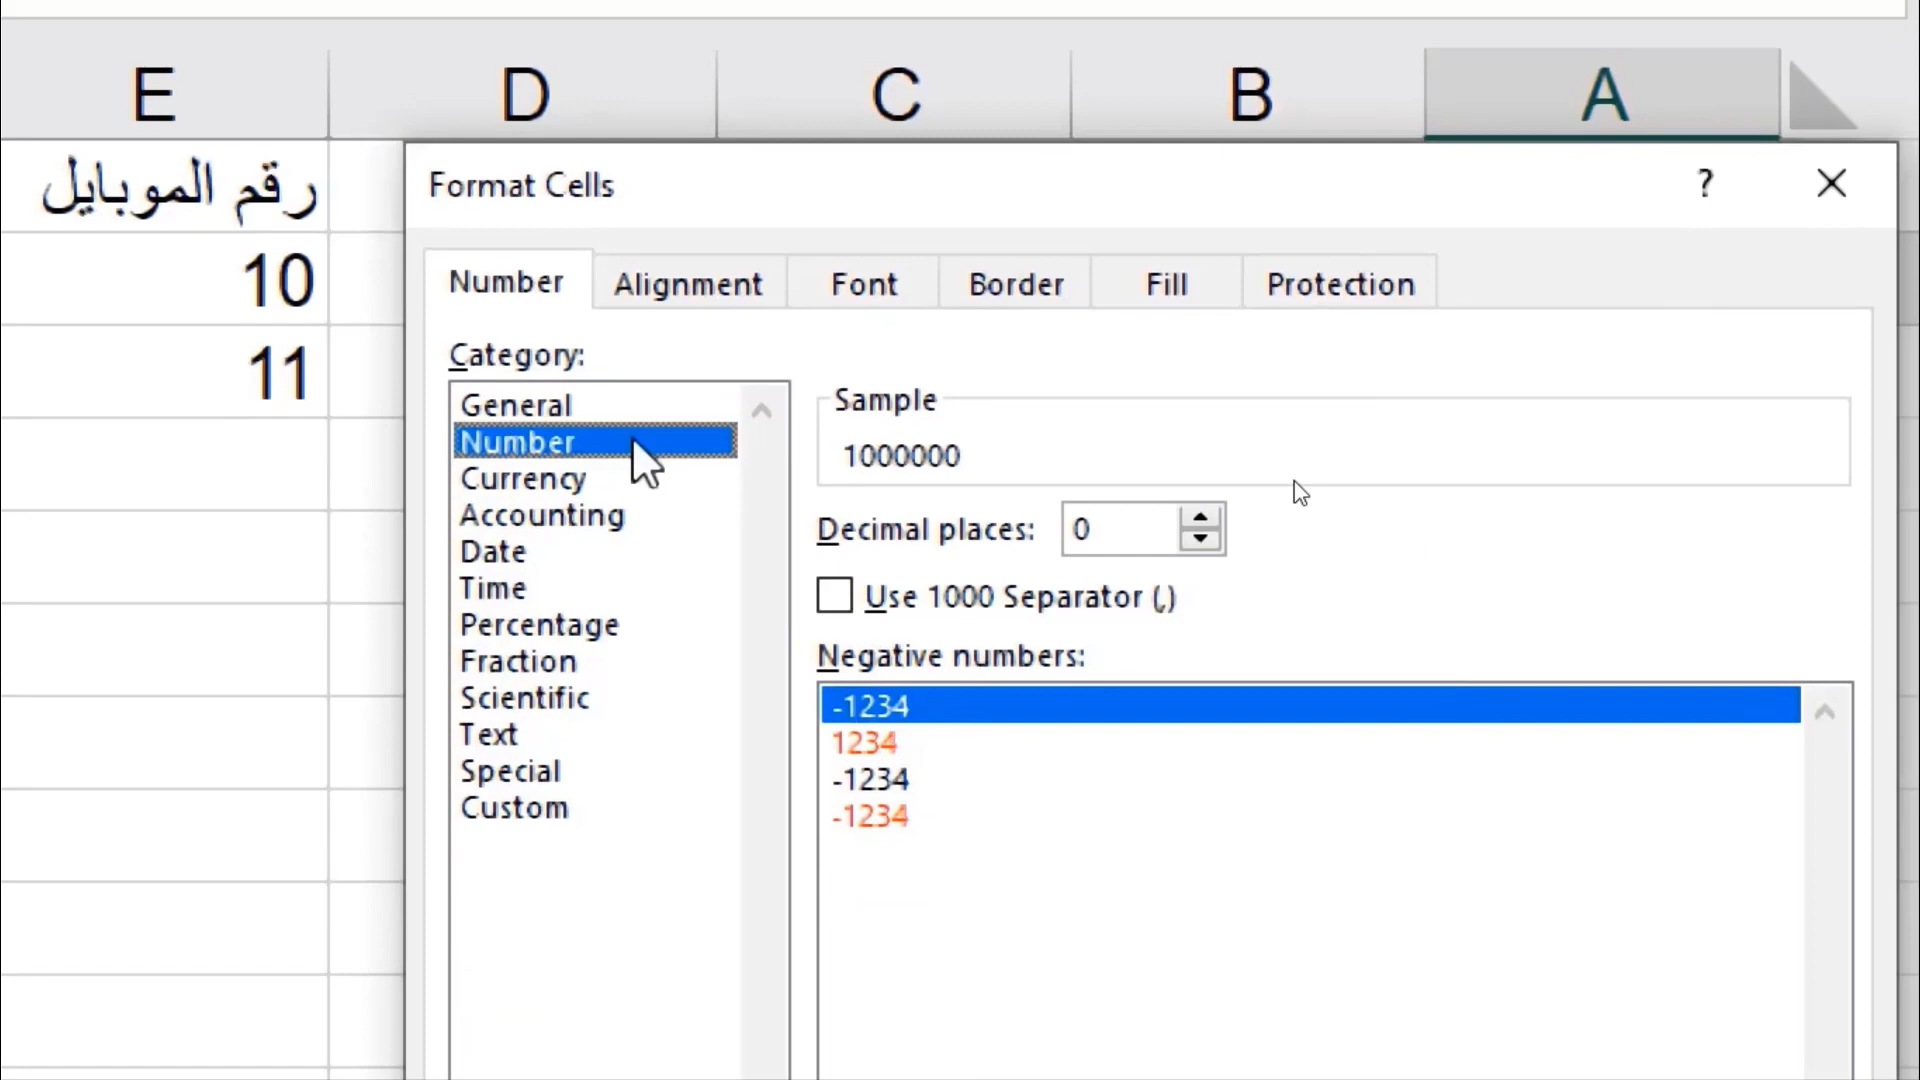 E D C B A
رقم الموبايل
10
11
Format Cells ?
Number Alignment Font Border Fill Protection
Category:
General
Number
Currency
Accounting
Date
Time
Percentage
Fraction
Scientific
Text
Special
Custom
Sample
1000000
Decimal places: 0
Use 1000 Separator (,)
Negative numbers:
-1234
1234
-1234
-1234